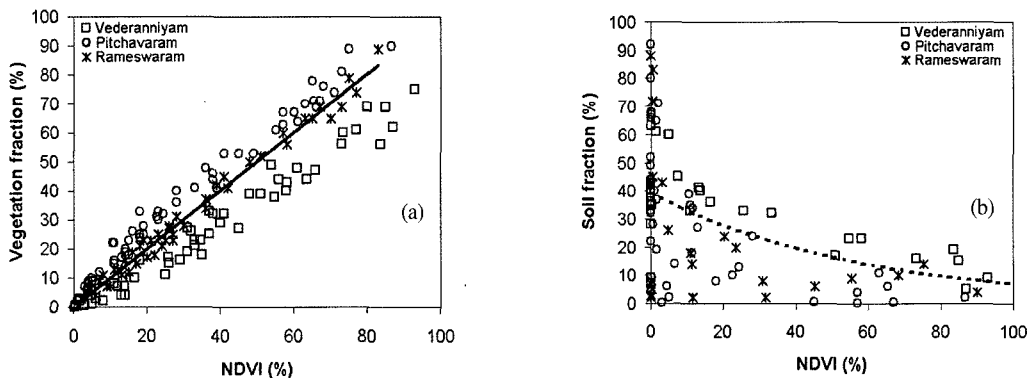 Vegetation fraction (%)
100
90
80
70
60
50
40
30
20
10
0
Vederanniyam
Pitchavaram
Rameswaram
(a)
0 20 40 60 80 100
NDVI (%)
Soil fraction (%)
100
90
80
70
60
50
40
30
20
10
0
Vederanniyam
Pitchavaram
Rameswaram
(b)
0 20 40 60 80 100
NDVI (%)